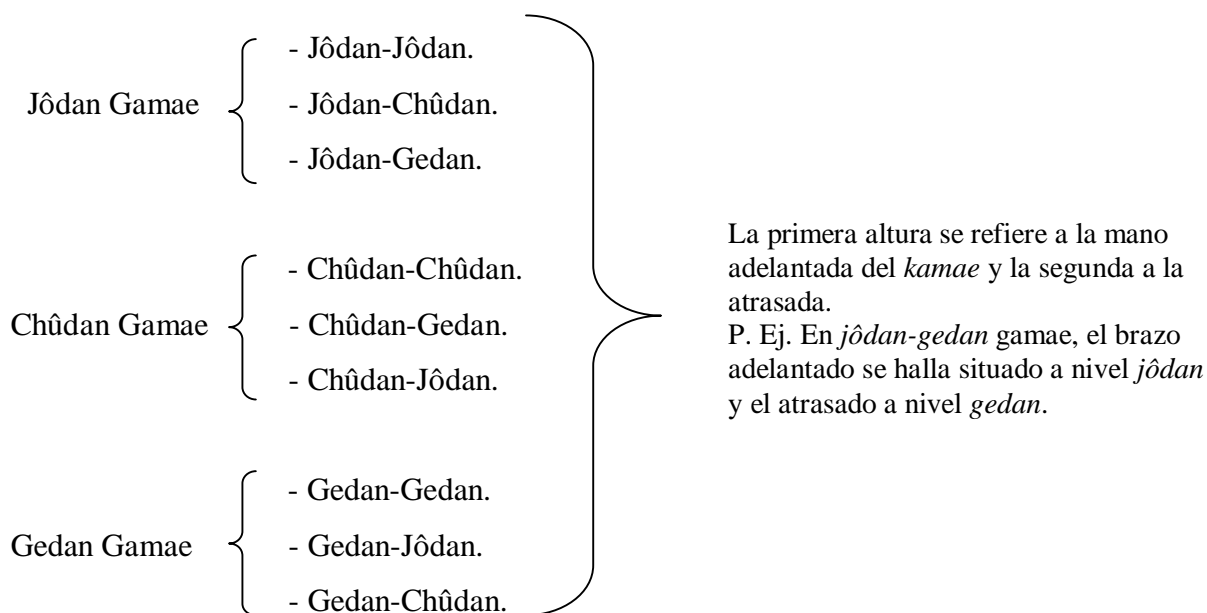 Jôdan Gamae
- Jôdan-Jôdan.
- Jôdan-Chûdan.
- Jôdan-Gedan.
Chûdan Gamae
- Chûdan-Chûdan.
- Chûdan-Gedan.
- Chûdan-Jôdan.
Gedan Gamae
- Gedan-Gedan.
- Gedan-Jôdan.
- Gedan-Chûdan.
La primera altura se refiere a la mano
adelantada del kamae y la segunda a la
atrasada.
P. Ej. En jôdan-gedan gamae, el brazo
adelantado se halla situado a nivel jôdan
y el atrasado a nivel gedan.